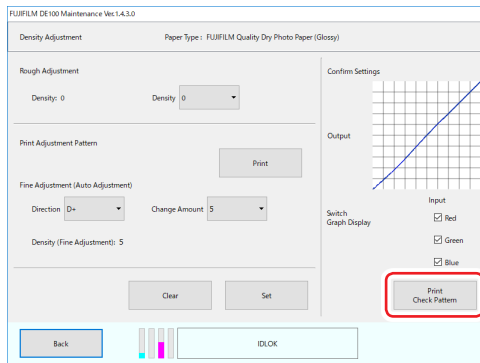 FUJIFILM DE100 Maintenance Ver.1.4.3.0
Density Adjustment
Paper Type : FUJIFILM Quality Dry Photo Paper (Glossy)
Rough Adjustment
Density: 0
Density 0
Print Adjustment Pattern
Print
Fine Adjustment (Auto Adjustment)
Direction D+
Change Amount 5
Density (Fine Adjustment): 5
Clear
Set
Confirm Settings
Output
Input
Switch
Graph Display
Red
Green
Blue
Print
Check Pattern
Back
IDLOK